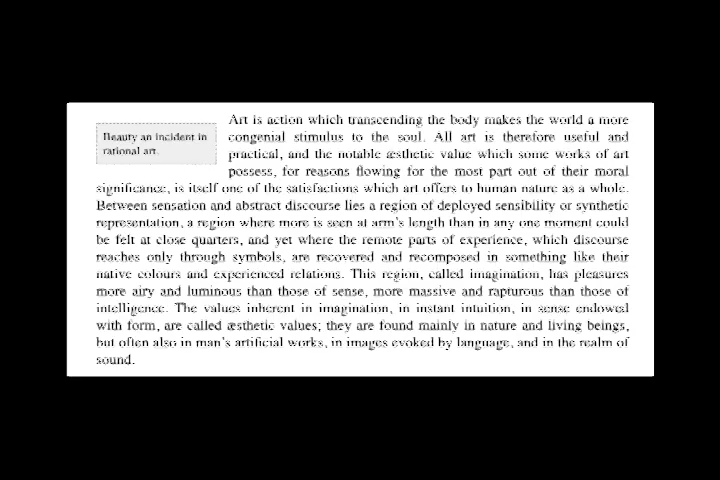 Beauty an incident in
rational art.
Art is action which transcending the body makes the world a more
congenial stimulus to the soul. All art is therefore useful and
practical, and the notable æsthetic value which some works of art
possess, for reasons flowing for the most part out of their moral
significance, is itself one of the satisfactions which art offers to human nature as a whole.
Between sensation and abstract discourse lies a region of deployed sensibility or synthetic
representation, a region where more is seen at arm's length than in any one moment could
be felt at close quarters, and yet where the remote parts of experience, which discourse
reaches only through symbols, are recovered and recomposed in something like their
native colours and experienced relations. This region, called imagination, has pleasures
more airy and luminous than those of sense, more massive and rapturous than those of
intelligence. The values inherent in imagination, in instant intuition, in sense endowed
with form, are called æsthetic values; they are found mainly in nature and living beings,
but often also in man's artificial works, in images evoked by language, and in the realm of
sound.